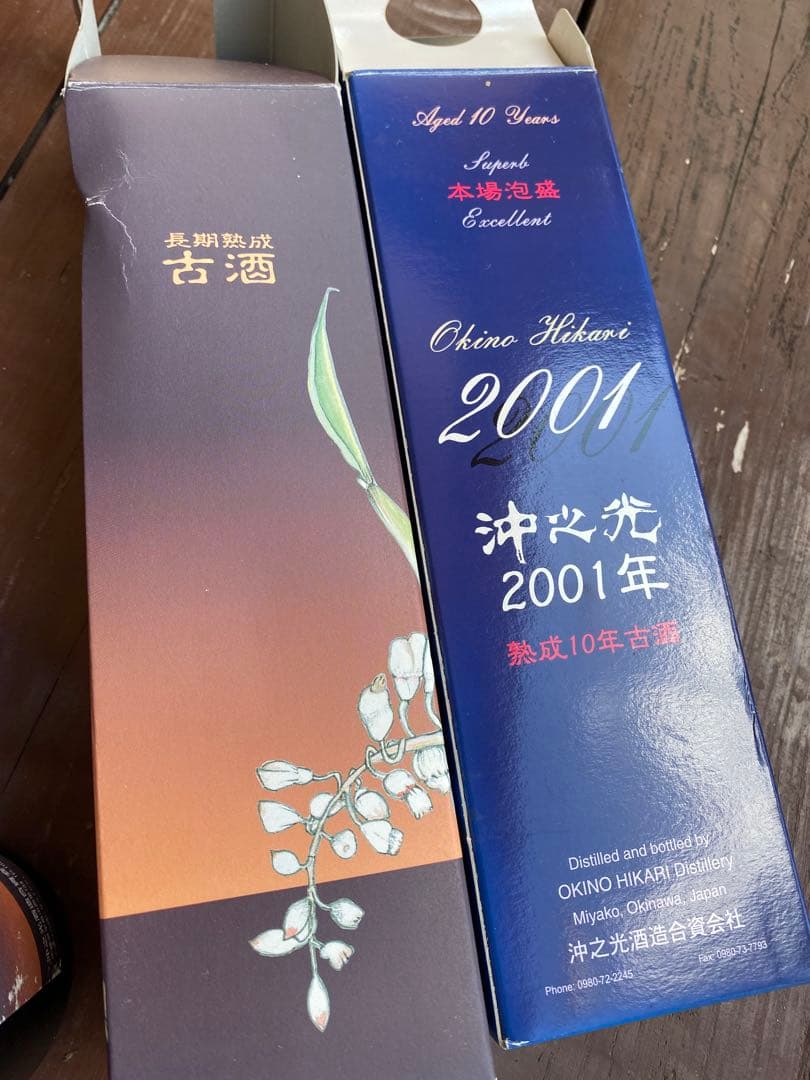 長期熟成
古酒
Aged 10 Years
Superb
本場泡盛
Excellent
Okino Hikari
2001
沖之光
2001年
熟成10年古酒
Distilled and bottled by
OKINO HIKARI Distillery
Miyako, Okinawa, Japan
沖之光酒造合資会社
Phone: 0980-72-2245 Fax: 0980-73-7793